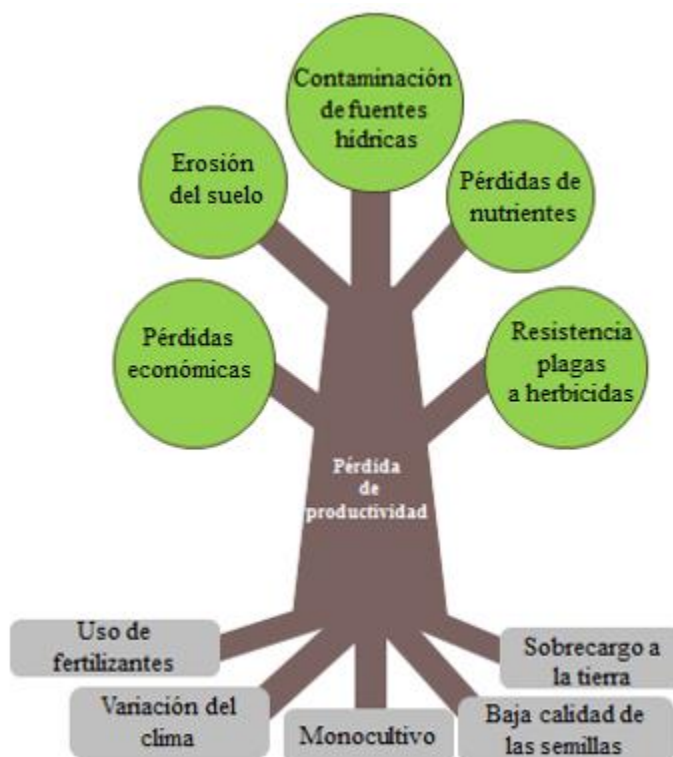 Contaminación
de fuentes
hídricas
Erosión
del suelo
Pérdidas de
nutrientes
Pérdidas
económicas
Resistencia
plagas
a herbicidas
Pérdida
de
productividad
Uso de
fertilizantes
Sobrecargo a
la tierra
Variación del
clima
Monocultivo
Baja calidad de
las semillas